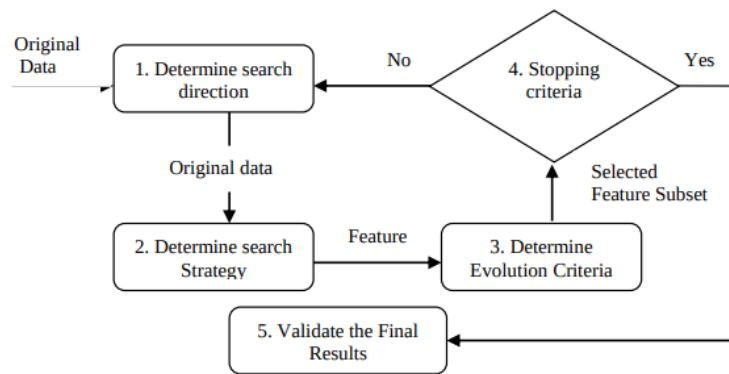 Original
Data
1. Determine search
direction
No
4. Stopping
criteria
Yes
Original data
Selected
Feature Subset
2. Determine search
Strategy
Feature
3. Determine
Evolution Criteria
5. Validate the Final
Results